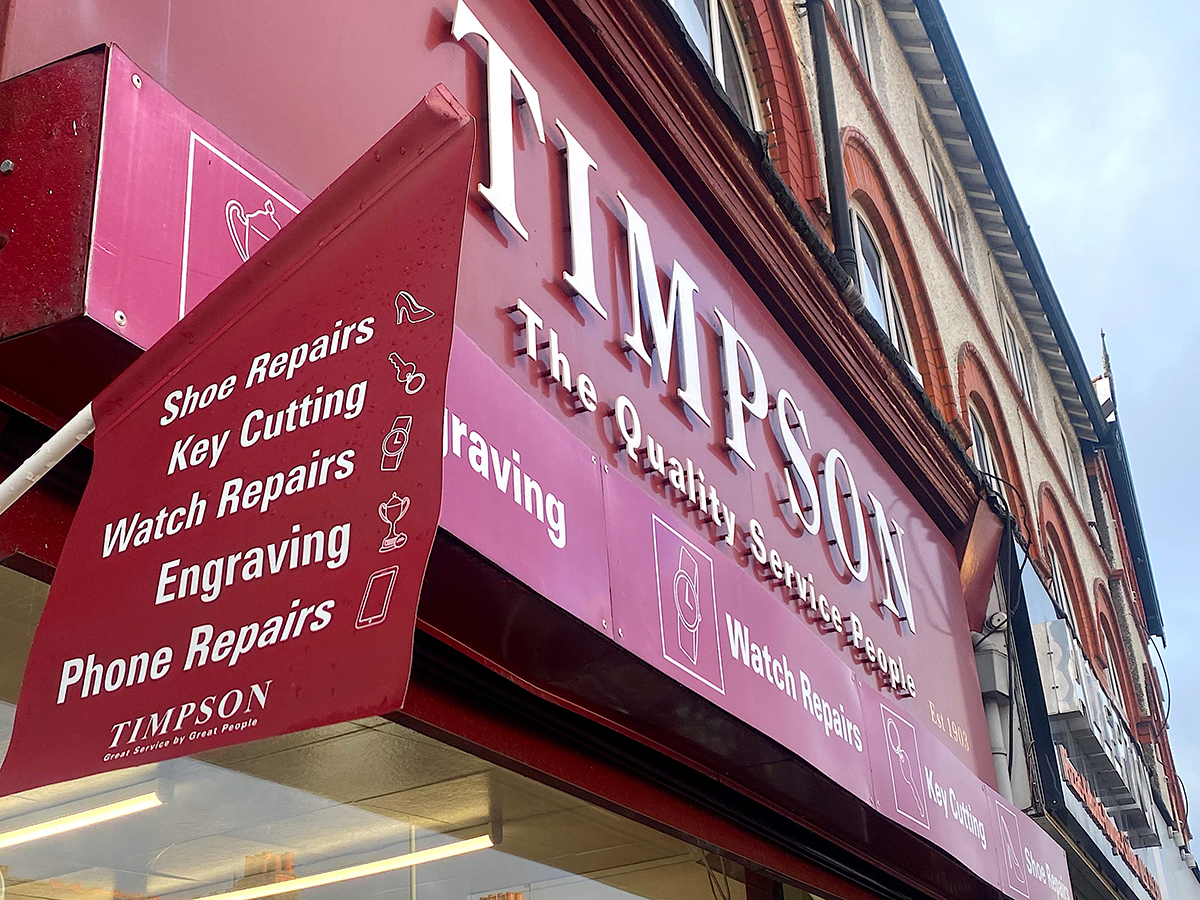 TIMPSON
The Quality Service People
Est 1903
Shoe Repairs
Key Cutting
Watch Repairs
Engraving
Phone Repairs
TIMPSON
Great Service by Great People
raving
Watch Repairs
Key Cutting
Shoe Repairs